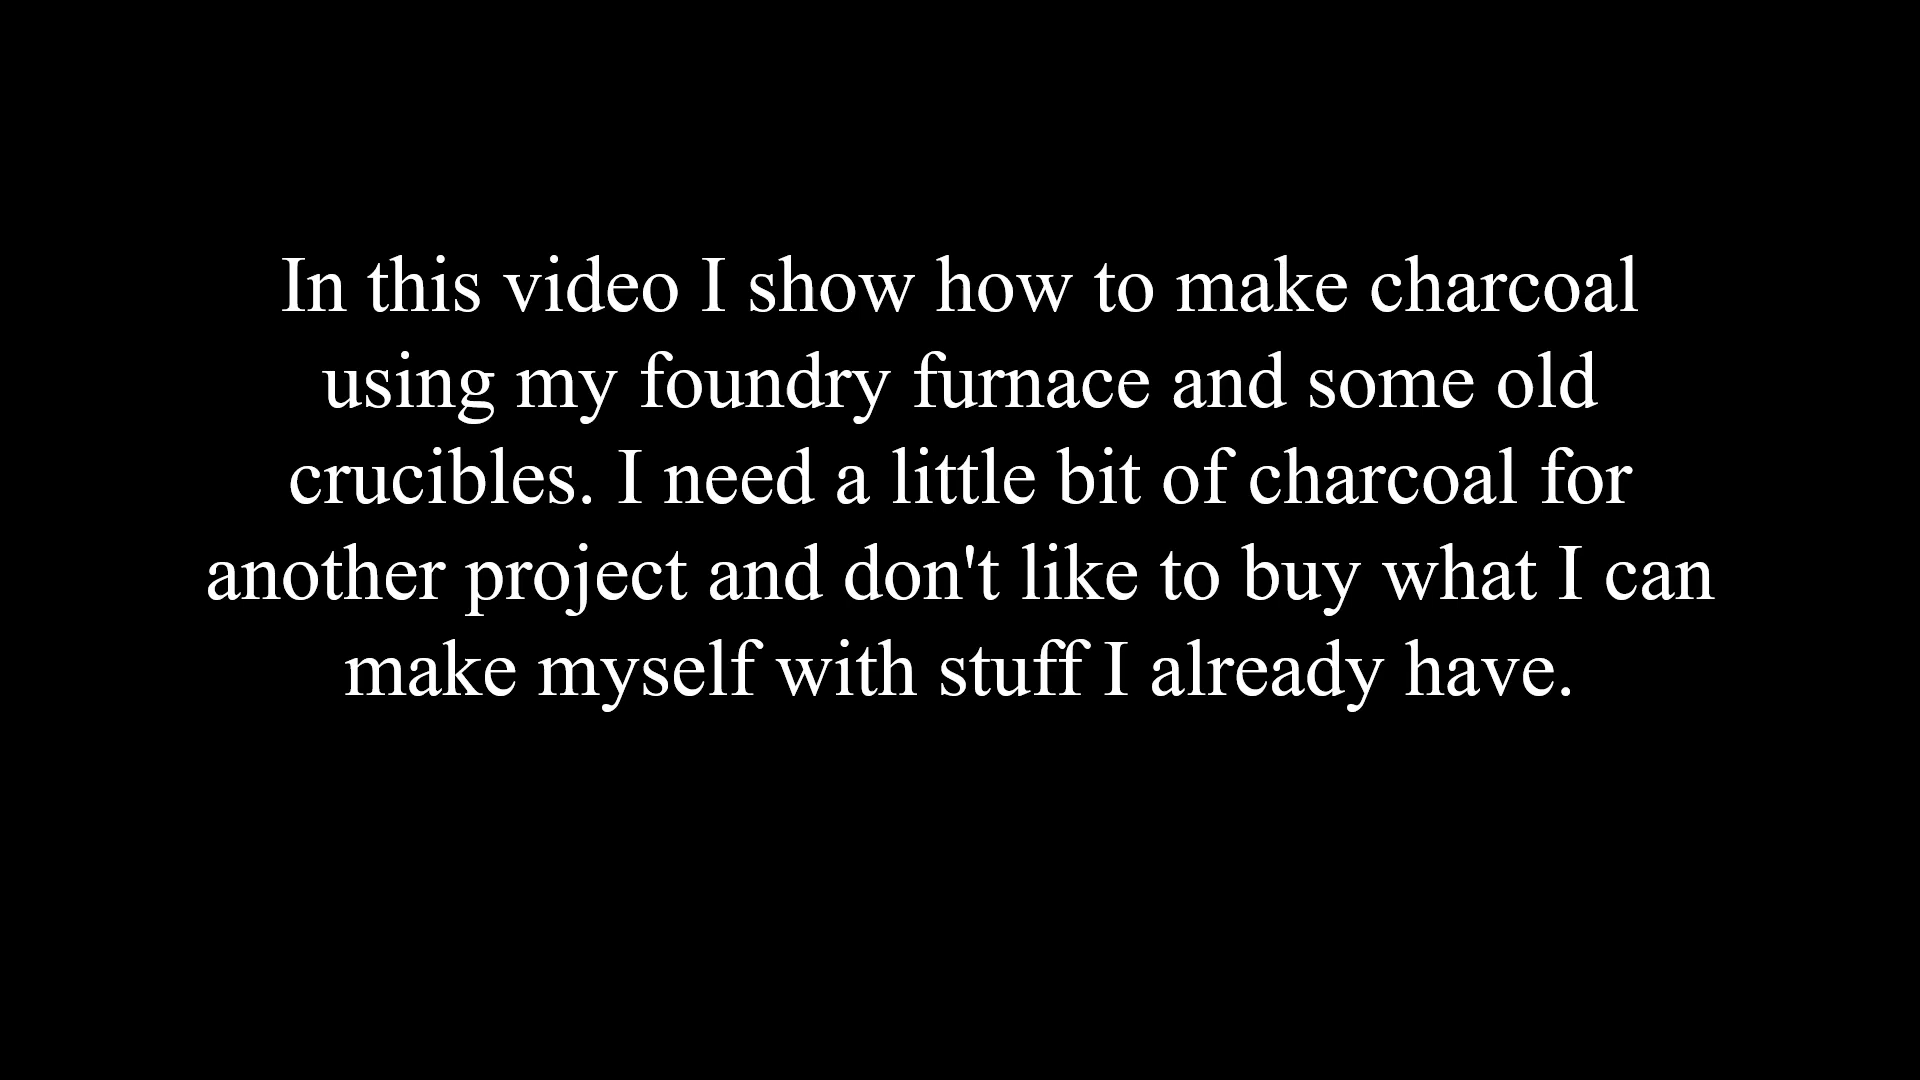 In this video I show how to make charcoal
using my foundry furnace and some old
crucibles. I need a little bit of charcoal for
another project and don't like to buy what I can
make myself with stuff I already have.